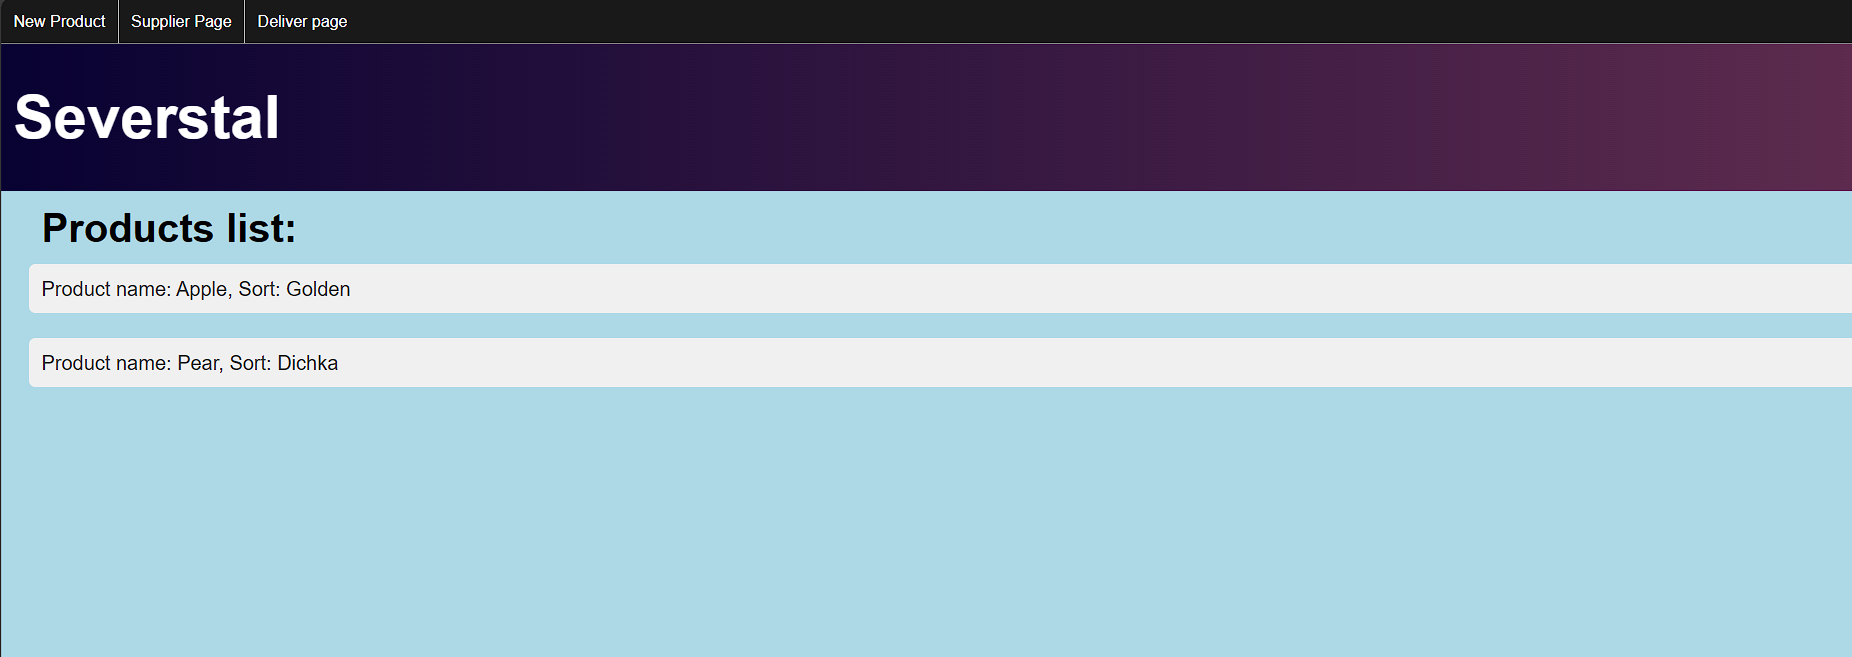 New Product Supplier Page Deliver page
Severstal
Products list:
Product name: Apple, Sort: Golden
Product name: Pear, Sort: Dichka